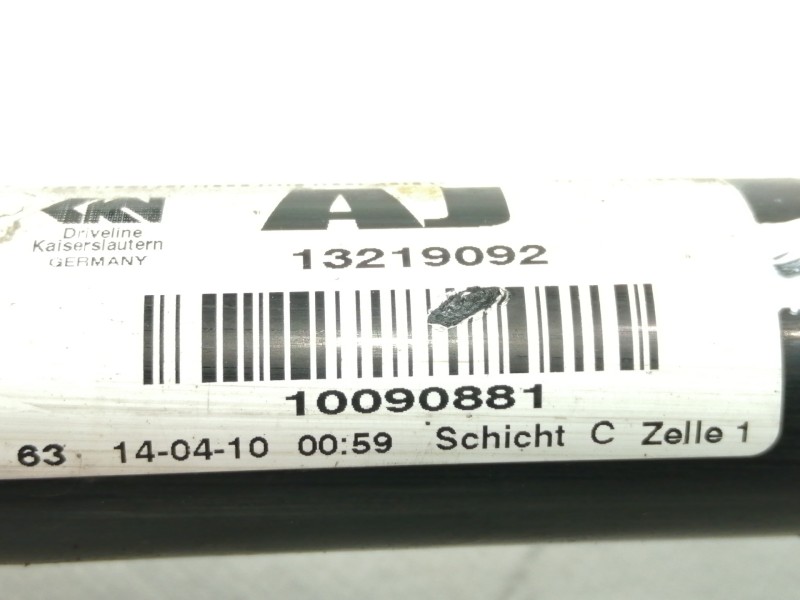 AJ
Driveline
Kaiserslautern
GERMANY
13219092
10090881
63 14-04-10 00:59 Schicht C Zelle 1